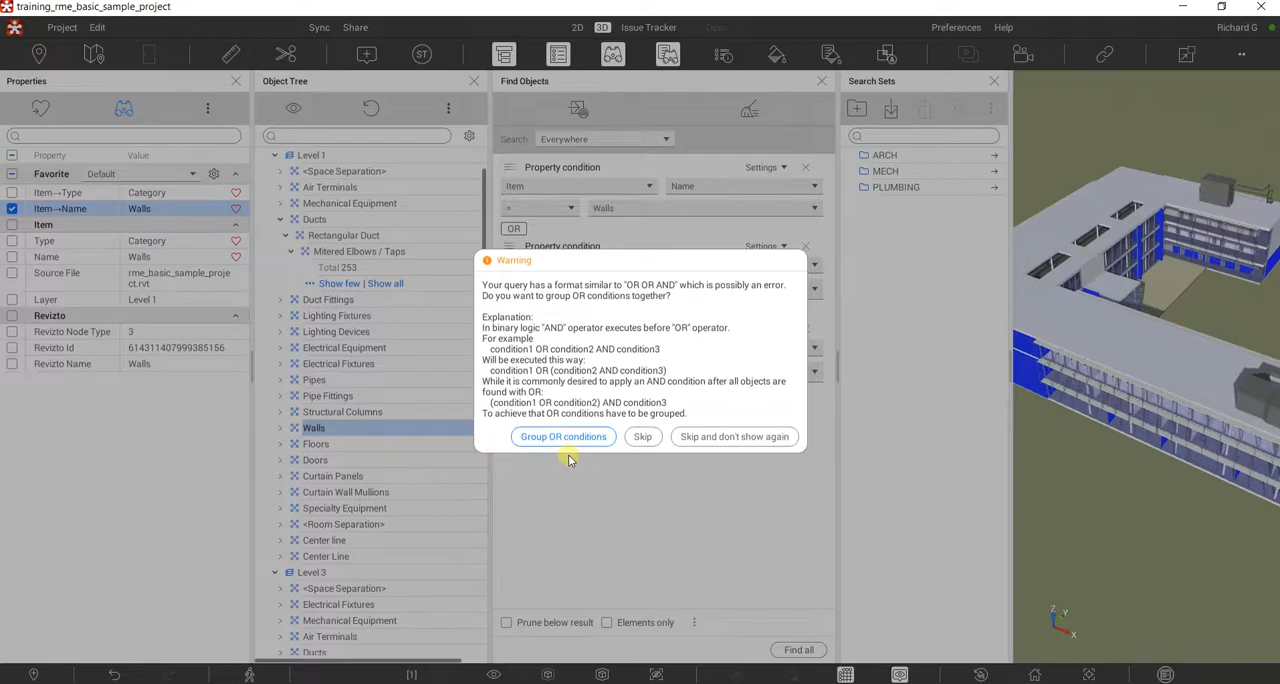 training_rme_basic_sample_project
Project Edit Sync Share 2D 3D Issue Tracker Preferences Help Richard G
ST
Properties
Property Value
Favorite Default
Item→Type Category
Item→Name Walls
Item
Type Category
Name Walls
Source File rme_basic_sample_proje
ct.rvt
Layer Level 1
Revizto
Revizto Node Type 3
Revizto Id 614311407999385156
Revizto Name Walls
Object Tree
Level 1
<Space Separation>
Air Terminals
Mechanical Equipment
Ducts
Rectangular Duct
Mitered Elbows / Taps
Total 253
••• Show few | Show all
Duct Fittings
Lighting Fixtures
Lighting Devices
Electrical Equipment
Electrical Fixtures
Pipes
Pipe Fittings
Structural Columns
Walls
Floors
Doors
Curtain Panels
Curtain Wall Mullions
Specialty Equipment
<Room Separation>
Center line
Center Line
Level 3
<Space Separation>
Electrical Fixtures
Mechanical Equipment
Air Terminals
Ducts
Find Objects
Search: Everywhere
Property condition Settings
Item Name
= Walls
OR
Property condition Settings
Warning
Your query has a format similar to "OR OR AND" which is possibly an error.
Do you want to group OR conditions together?
Explanation:
In binary logic "AND" operator executes before "OR" operator.
For example
condition1 OR condition2 AND condition3
Will be executed this way:
condition1 OR (condition2 AND condition3)
While it is commonly desired to apply an AND condition after all objects are
found with OR:
(condition1 OR condition2) AND condition3
To achieve that OR conditions have to be grouped.
Group OR conditions Skip Skip and don't show again
Prune below result Elements only
Find all
Search Sets
ARCH
MECH
PLUMBING
Z
Y
X
[1]